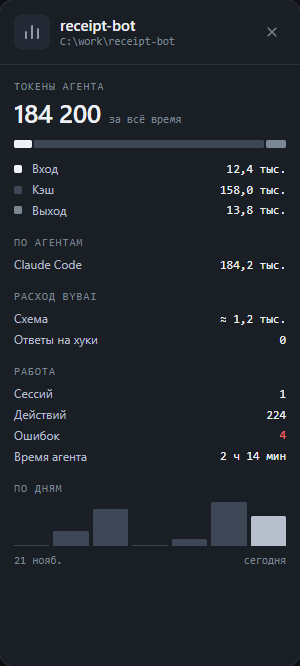 receipt-bot
C:\work\receipt-bot
ТОКЕНЫ АГЕНТА
184 200 за всё время
Вход 12,4 тыс.
Кэш 158,0 тыс.
Выход 13,8 тыс.
ПО АГЕНТАМ
Claude Code 184,2 тыс.
РАСХОД BYBAI
Схема ≈ 1,2 тыс.
Ответы на хуки 0
РАБОТА
Сессий 1
Действий 224
Ошибок 4
Время агента 2 ч 14 мин
ПО ДНЯМ
21 нояб. сегодня